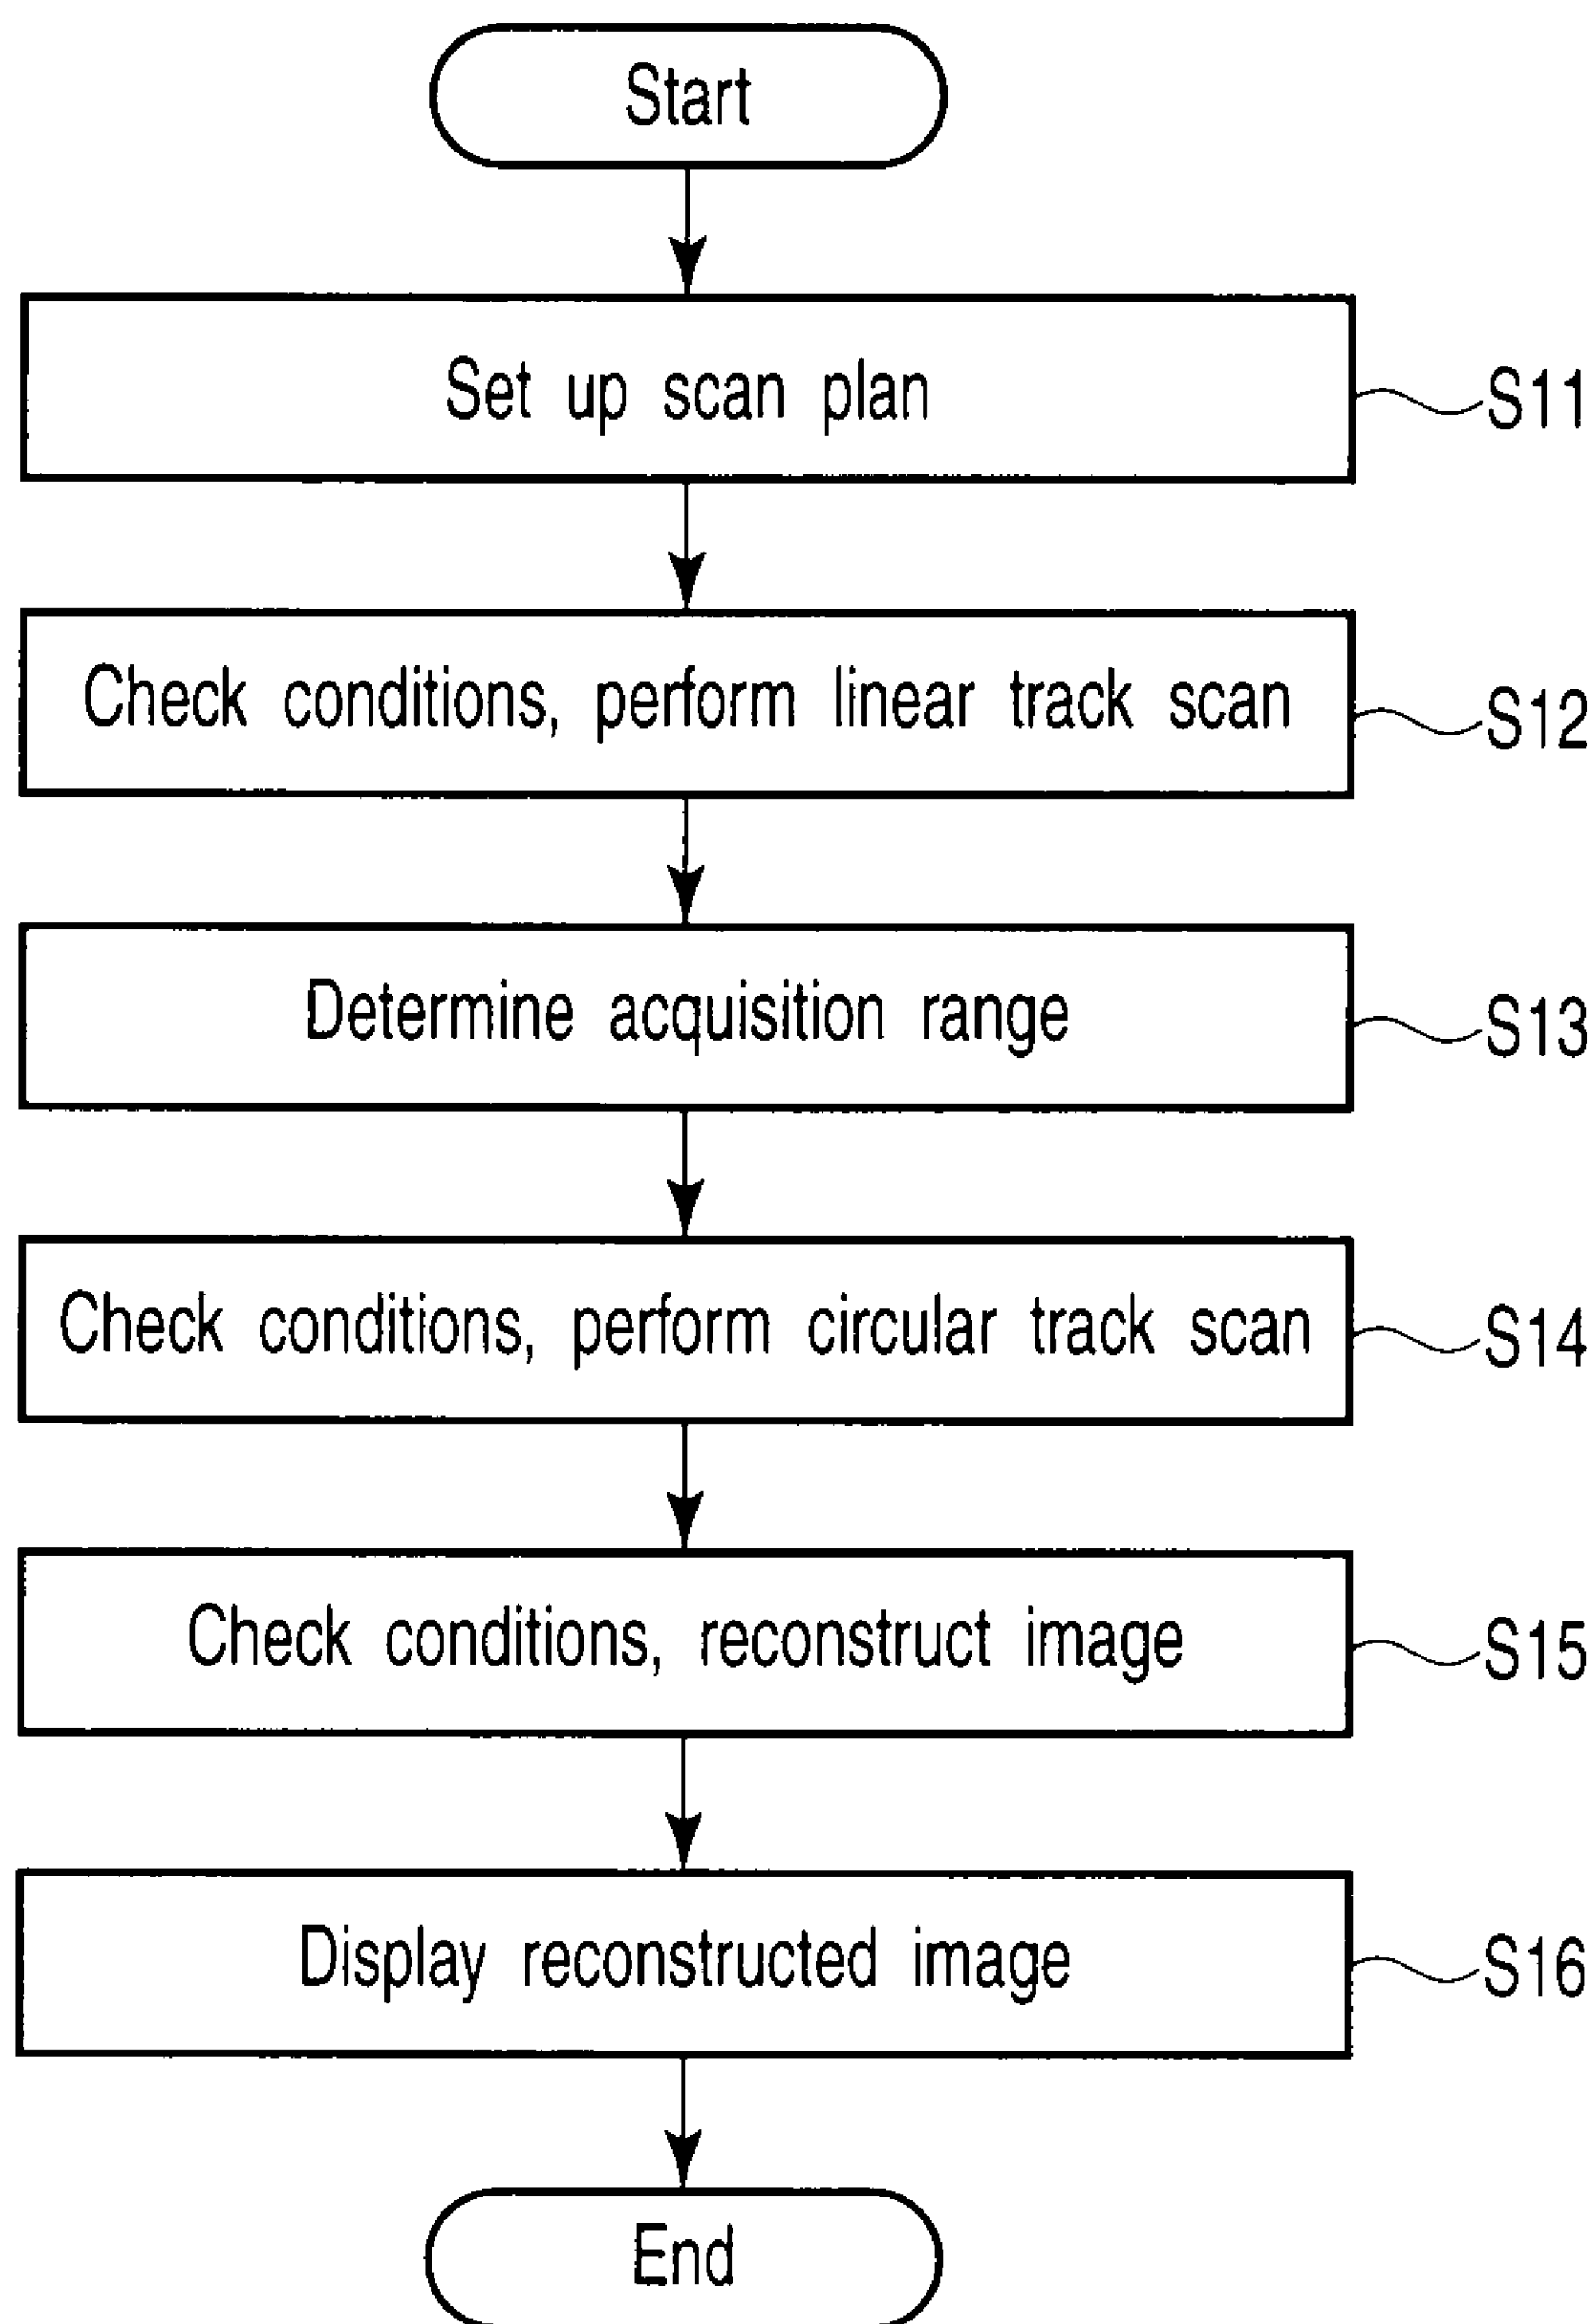 Start
Set up scan plan
S11
Check conditions, perform linear track scan
S12
Determine acquisition range
S13
Check conditions, perform circular track scan
S14
Check conditions, reconstruct image
S15
Display reconstructed image
S16
End